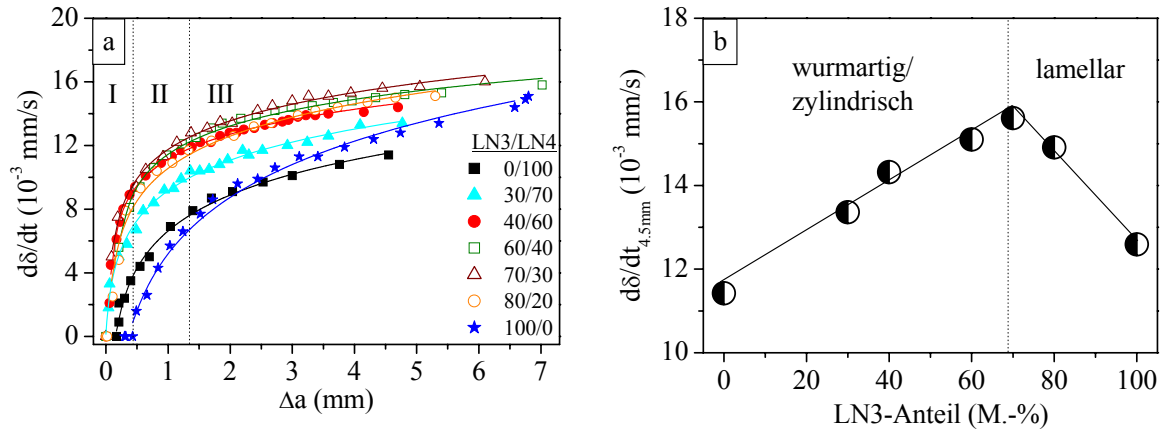 a
I II III
dδ/dt (10⁻³ mm/s)
20
16
12
8
4
0
0 1 2 3 4 5 6 7
Δa (mm)
LN3/LN4
0/100
30/70
40/60
60/40
70/30
80/20
100/0
b
wurmartig/
zylindrisch
lamellar
dδ/dt4.5mm (10⁻³ mm/s)
18
16
14
12
10
0 20 40 60 80 100
LN3-Anteil (M.-%)